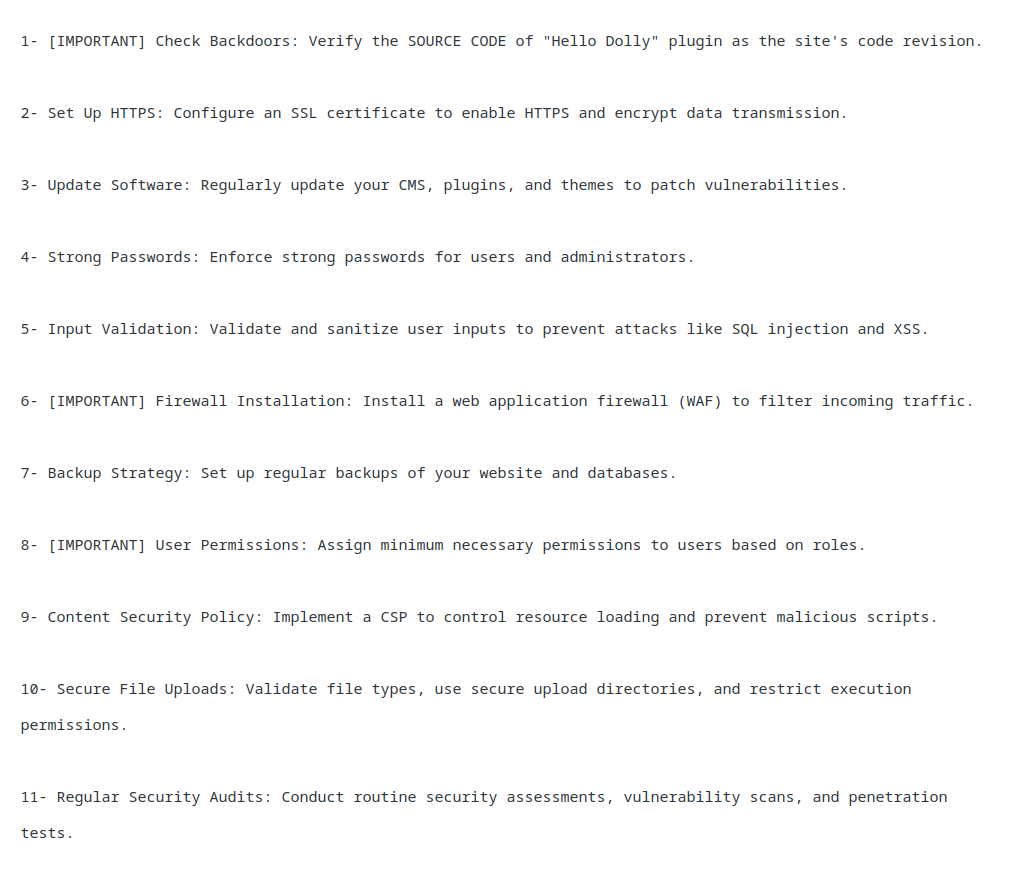 1- [IMPORTANT] Check Backdoors: Verify the SOURCE CODE of "Hello Dolly" plugin as the site's code revision.
2- Set Up HTTPS: Configure an SSL certificate to enable HTTPS and encrypt data transmission.
3- Update Software: Regularly update your CMS, plugins, and themes to patch vulnerabilities.
4- Strong Passwords: Enforce strong passwords for users and administrators.
5- Input Validation: Validate and sanitize user inputs to prevent attacks like SQL injection and XSS.
6- [IMPORTANT] Firewall Installation: Install a web application firewall (WAF) to filter incoming traffic.
7- Backup Strategy: Set up regular backups of your website and databases.
8- [IMPORTANT] User Permissions: Assign minimum necessary permissions to users based on roles.
9- Content Security Policy: Implement a CSP to control resource loading and prevent malicious scripts.
10- Secure File Uploads: Validate file types, use secure upload directories, and restrict execution
permissions.
11- Regular Security Audits: Conduct routine security assessments, vulnerability scans, and penetration
tests.